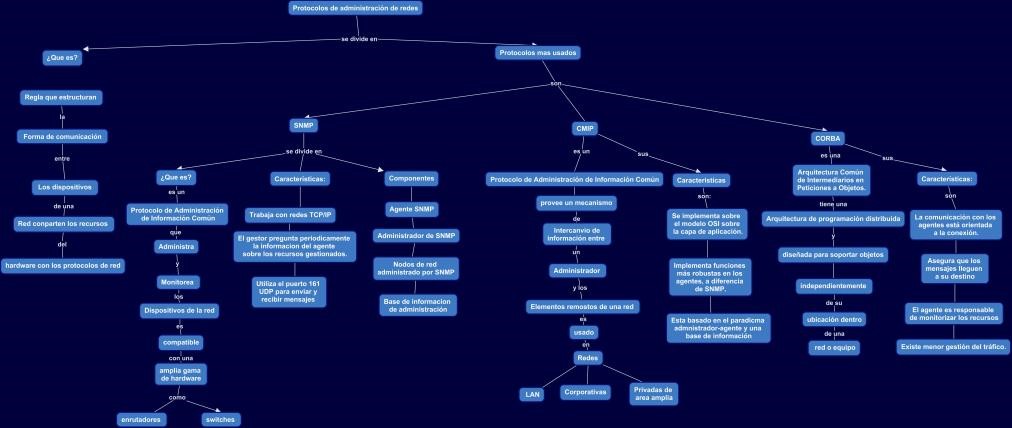 Protocolos de administración de redes
se divide en
¿Que es?
Protocolos mas usados
Regla que estructuran
la
Forma de comunicación
entre
Los dispositivos
de una
Red conparten los recursos
del
hardware con los protocolos de red
son
SNMP
se divide en
¿Que es?
es un
Protocolo de Administración
de Información Común
que
Administra
y
Monitorea
los
Dispositivos de la red
es
compatible
con una
amplia gama
de hardware
como
enrutadores
switches
Características:
Trabaja con redes TCP/IP
El gestor pregunta periodicamente
la informacion del agente
sobre los recursos gestionados.
Utiliza el puerto 161
UDP para enviar y
recibir mensajes
Componentes
Agente SNMP
Administrador de SNMP
Nodos de red
administrado por SNMP
Base de informacion
de administración
CMIP
es un
Protocolo de Administración de Información Común
provee un mecanismo
de
Intercanvio de
información entre
un
Administrador
y los
Elementos remostos de una red
es
usado
en
Redes
LAN
Corporativas
Privadas de
area amplia
sus
Características
son:
Se implementa sobre
el modelo OSI sobre
la capa de aplicación.
Implementa funciones
más robustas en los
agentes, a diferencia
de SNMP.
Esta basado en el paradicma
admnistrador-agente y una
base de información
CORBA
es una
Arquitectura Común
de Intermediarios en
Peticiones a Objetos.
tiene una
Arquitectura de programación distribuida
y
diseñada para soportar objetos
independientemente
de su
ubicación dentro
de una
red o equipo
sus
Características:
son
La comunicación con los
agentes está orientada
a la conexión.
Asegura que los
mensajes lleguen
a su destino
El agente es responsable
de monitorizar los recursos
Existe menor gestión del tráfico.